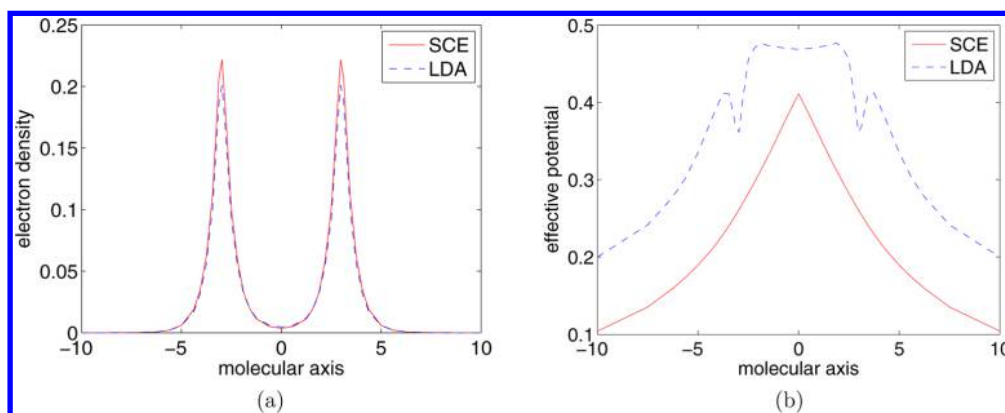 0.25
0.2
0.15
0.1
0.05
0
electron density
SCE
LDA
−10
−5
0
5
10
molecular axis
(a)
0.5
0.4
0.3
0.2
0.1
effective potential
SCE
LDA
−10
−5
0
5
10
molecular axis
(b)